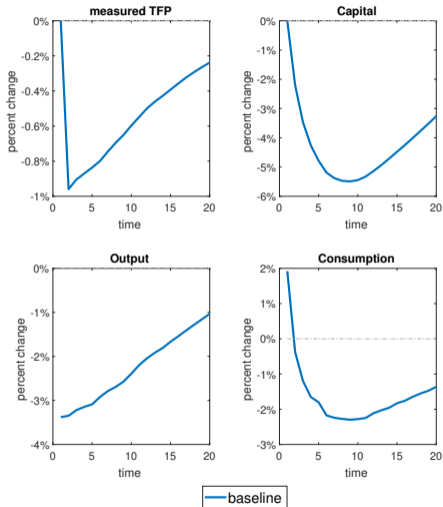 measured TFP
0%
-0.2%
-0.4%
-0.6%
-0.8%
-1%
percent change
0 5 10 15 20
time
Capital
0%
-1%
-2%
-3%
-4%
-5%
-6%
percent change
0 5 10 15 20
time
Output
0%
-1%
-2%
-3%
-4%
percent change
0 5 10 15 20
time
Consumption
2%
1%
0%
-1%
-2%
-3%
percent change
0 5 10 15 20
time
baseline